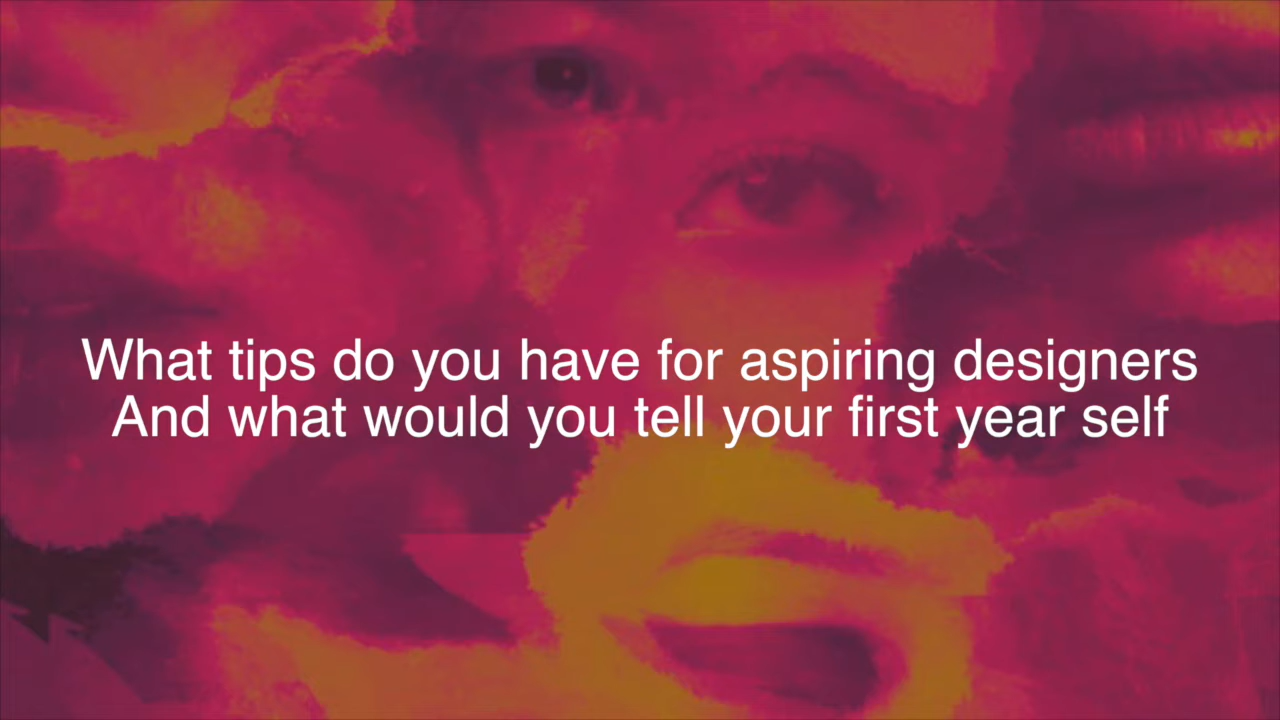 What tips do you have for aspiring designers
And what would you tell your first year self